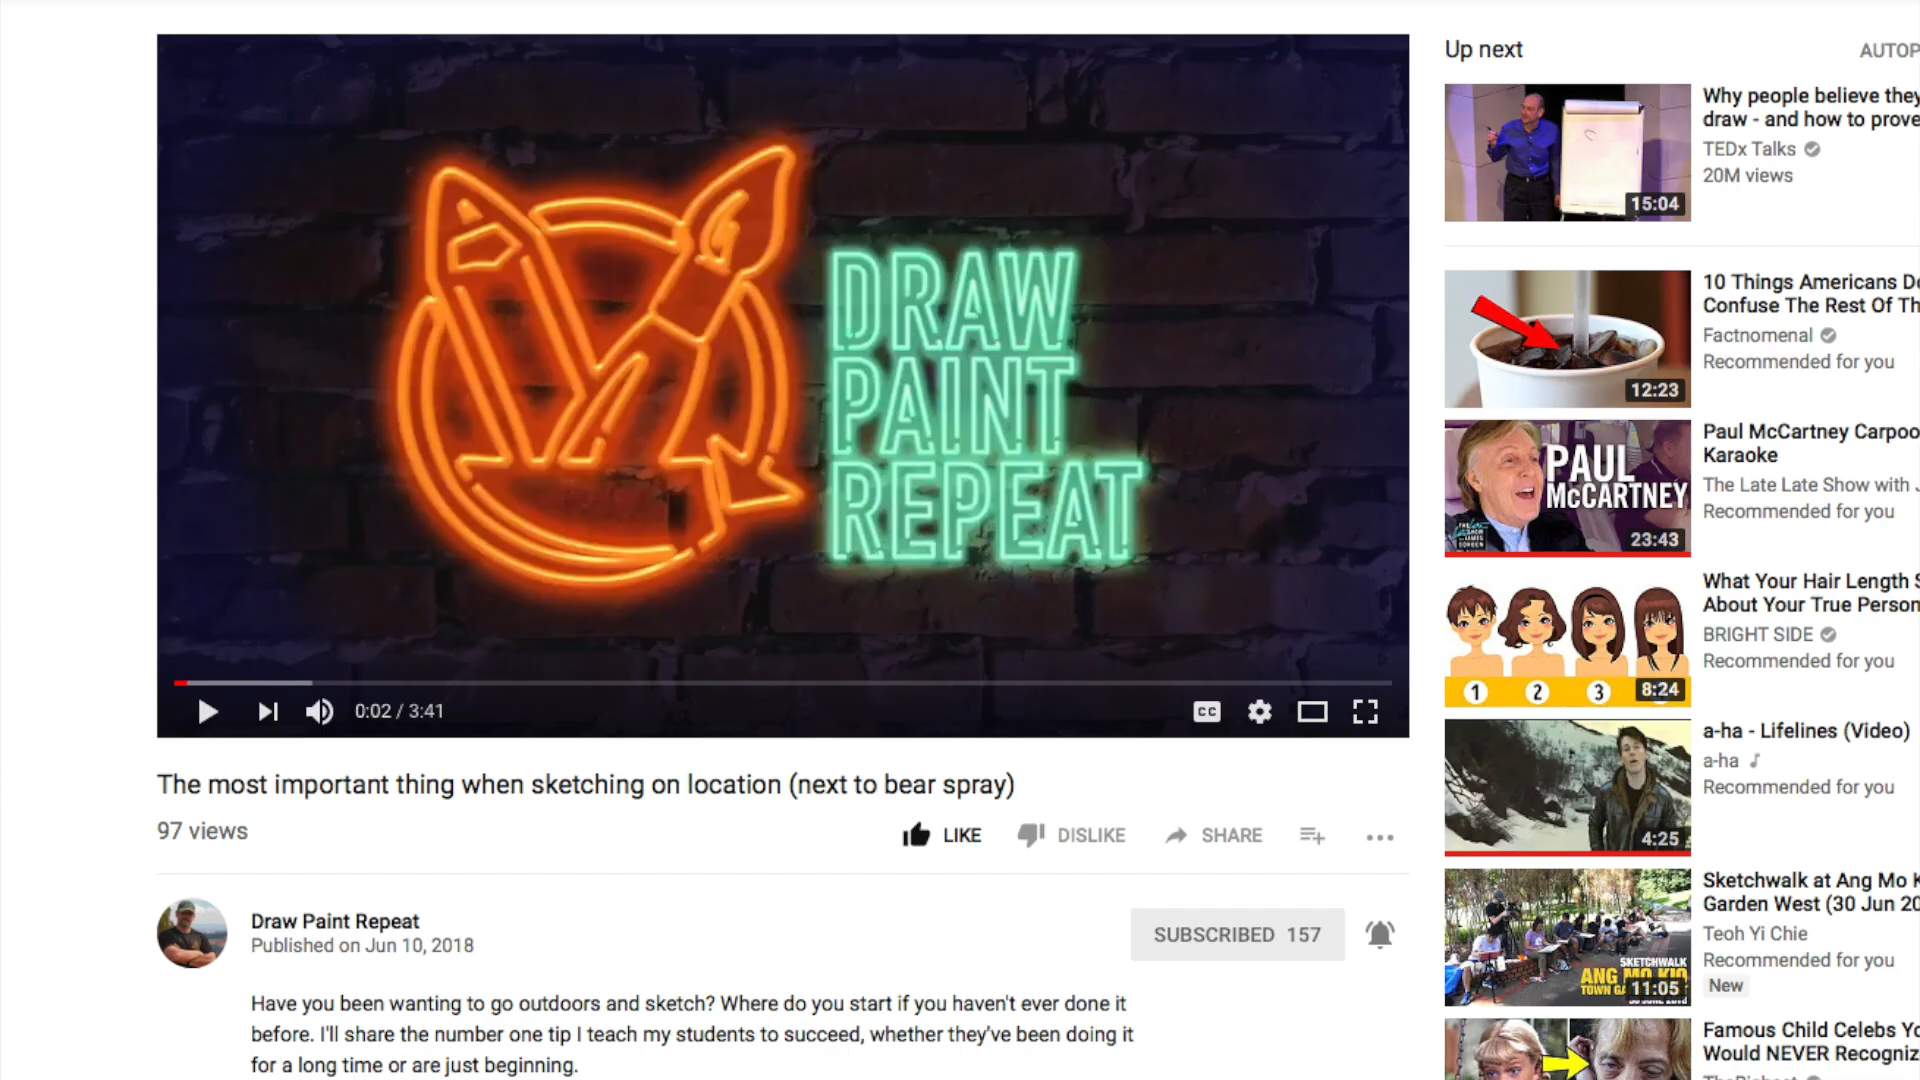 DRAW
PAINT
REPEAT
0:02 / 3:41
CC
The most important thing when sketching on location (next to bear spray)
97 views
LIKE
DISLIKE
SHARE
Draw Paint Repeat
Published on Jun 10, 2018
SUBSCRIBED 157
Have you been wanting to go outdoors and sketch? Where do you start if you haven't ever done it
before. I'll share the number one tip I teach my students to succeed, whether they've been doing it
for a long time or are just beginning.
Up next
AUTOP
15:04
Why people believe they
draw - and how to prove
TEDx Talks
20M views
12:23
10 Things Americans Do
Confuse The Rest Of Th
Factnomenal
Recommended for you
PAUL
McCARTNEY
23:43
Paul McCartney Carpoo
Karaoke
The Late Late Show with
Recommended for you
1 2 3
8:24
What Your Hair Length S
About Your True Person
BRIGHT SIDE
Recommended for you
4:25
a-ha - Lifelines (Video)
a-ha
Recommended for you
SKETCHWALK
ANG MO KIO
TOWN GA
11:05
Sketchwalk at Ang Mo K
Garden West (30 Jun 20
Teoh Yi Chie
Recommended for you
New
Famous Child Celebs Yo
Would NEVER Recogniz